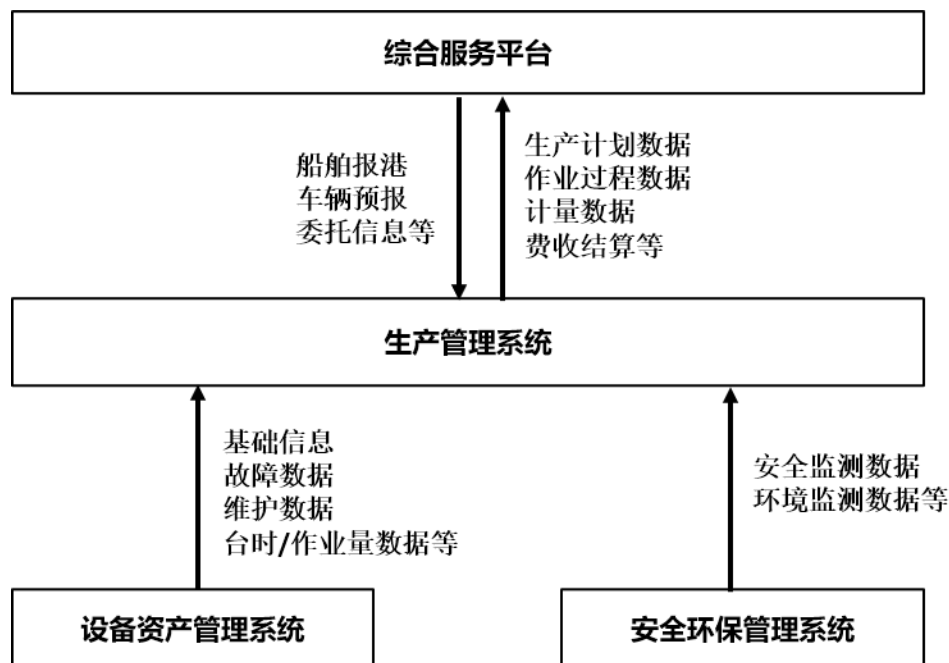 综合服务平台
船舶报港
车辆预报
委托信息等
生产计划数据
作业过程数据
计量数据
费收结算等
生产管理系统
基础信息
故障数据
维护数据
台时/作业量数据等
安全监测数据
环境监测数据等
设备资产管理系统
安全环保管理系统